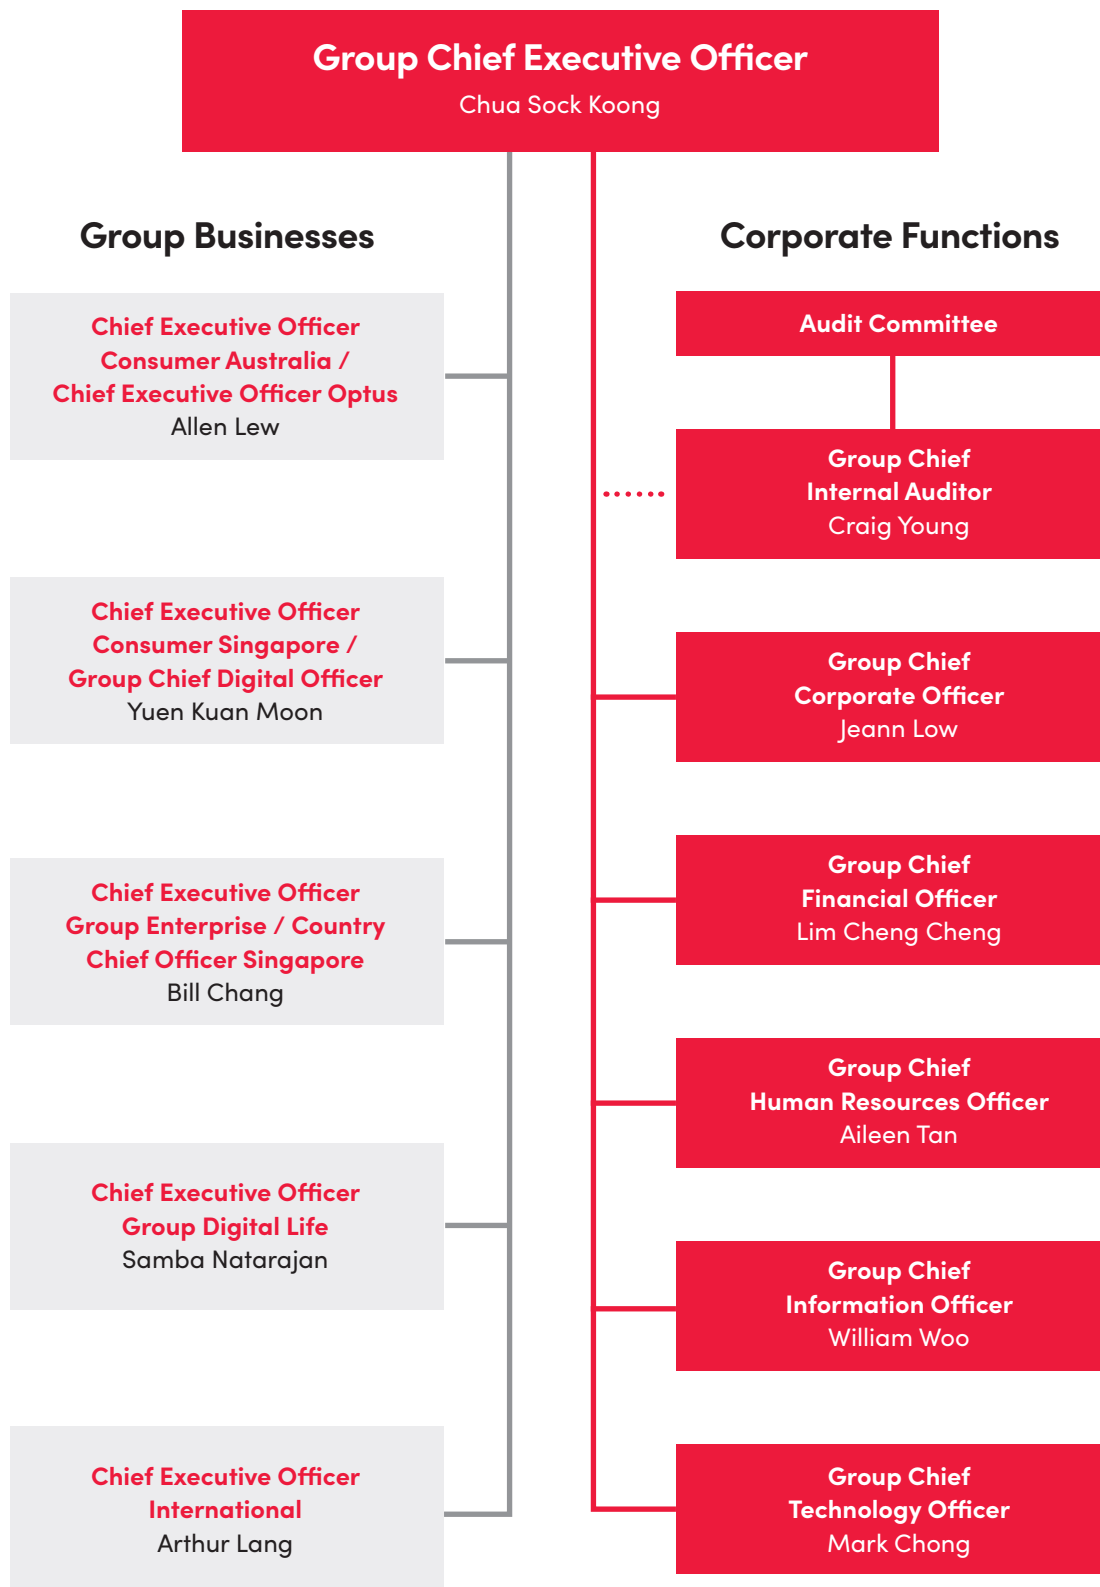 Group Chief Executive Officer
Chua Sock Koong
Group Businesses
Chief Executive Officer
Consumer Australia /
Chief Executive Officer Optus
Allen Lew
Chief Executive Officer
Consumer Singapore /
Group Chief Digital Officer
Yuen Kuan Moon
Chief Executive Officer
Group Enterprise / Country
Chief Officer Singapore
Bill Chang
Chief Executive Officer
Group Digital Life
Samba Natarajan
Chief Executive Officer
International
Arthur Lang
Corporate Functions
Audit Committee
Group Chief
Internal Auditor
Craig Young
Group Chief
Corporate Officer
Jeann Low
Group Chief
Financial Officer
Lim Cheng Cheng
Group Chief
Human Resources Officer
Aileen Tan
Group Chief
Information Officer
William Woo
Group Chief
Technology Officer
Mark Chong